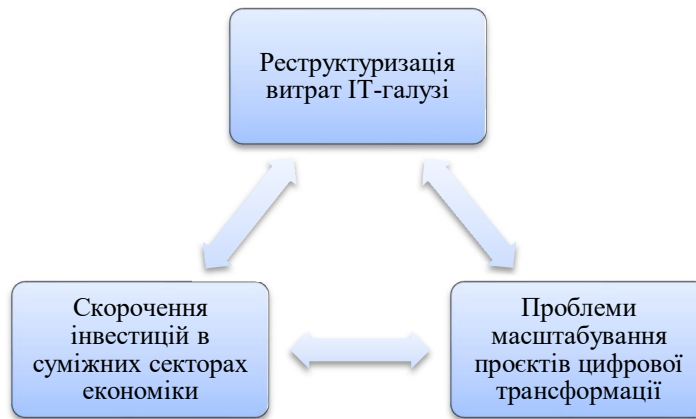 Реструктуризація
витрат ІТ-галузі
Скорочення
інвестицій в
суміжних секторах
економіки
Проблеми
масштабування
проєктів цифрової
трансформації